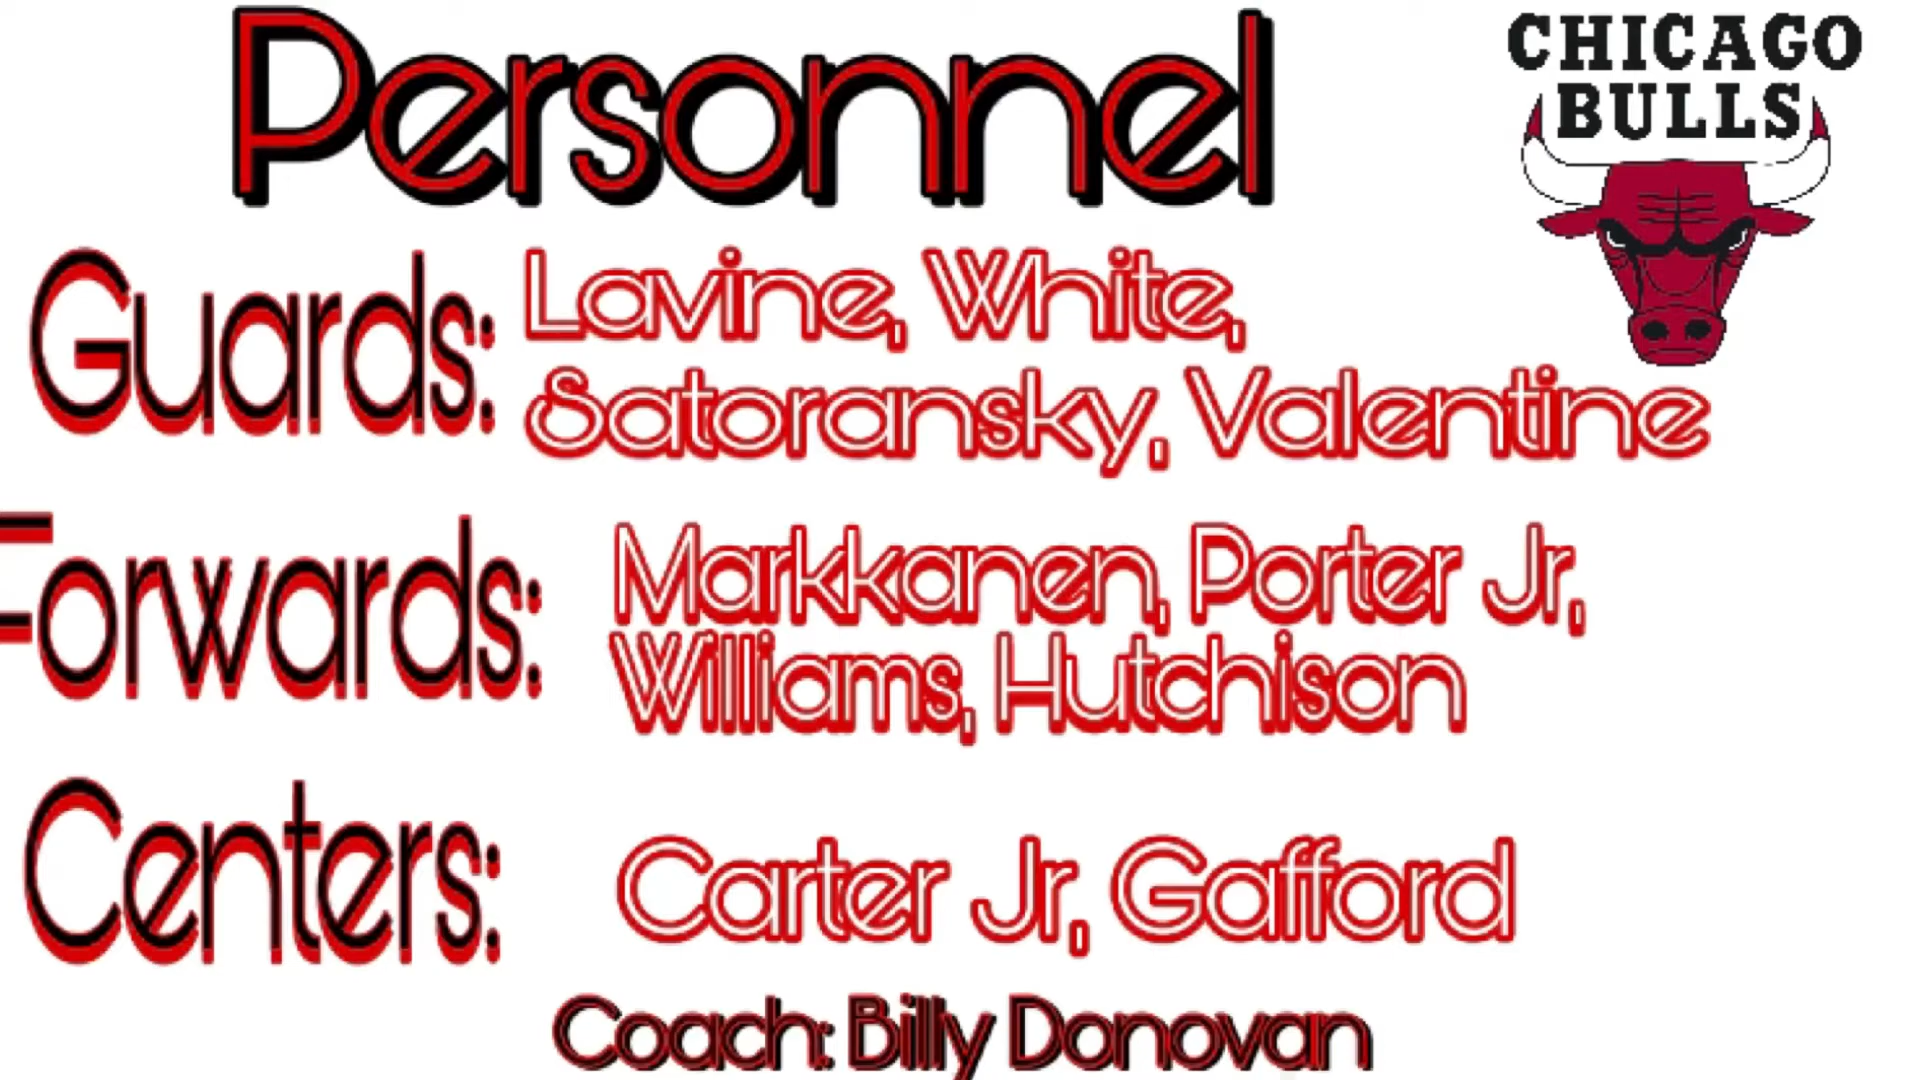 Personnel
CHICAGO
BULLS
Guards: Lavine, White,
Satoransky, Valentine
Forwards: Markkanen, Porter Jr,
Williams, Hutchison
Centers: Carter Jr, Gafford
Coach: Billy Donovan